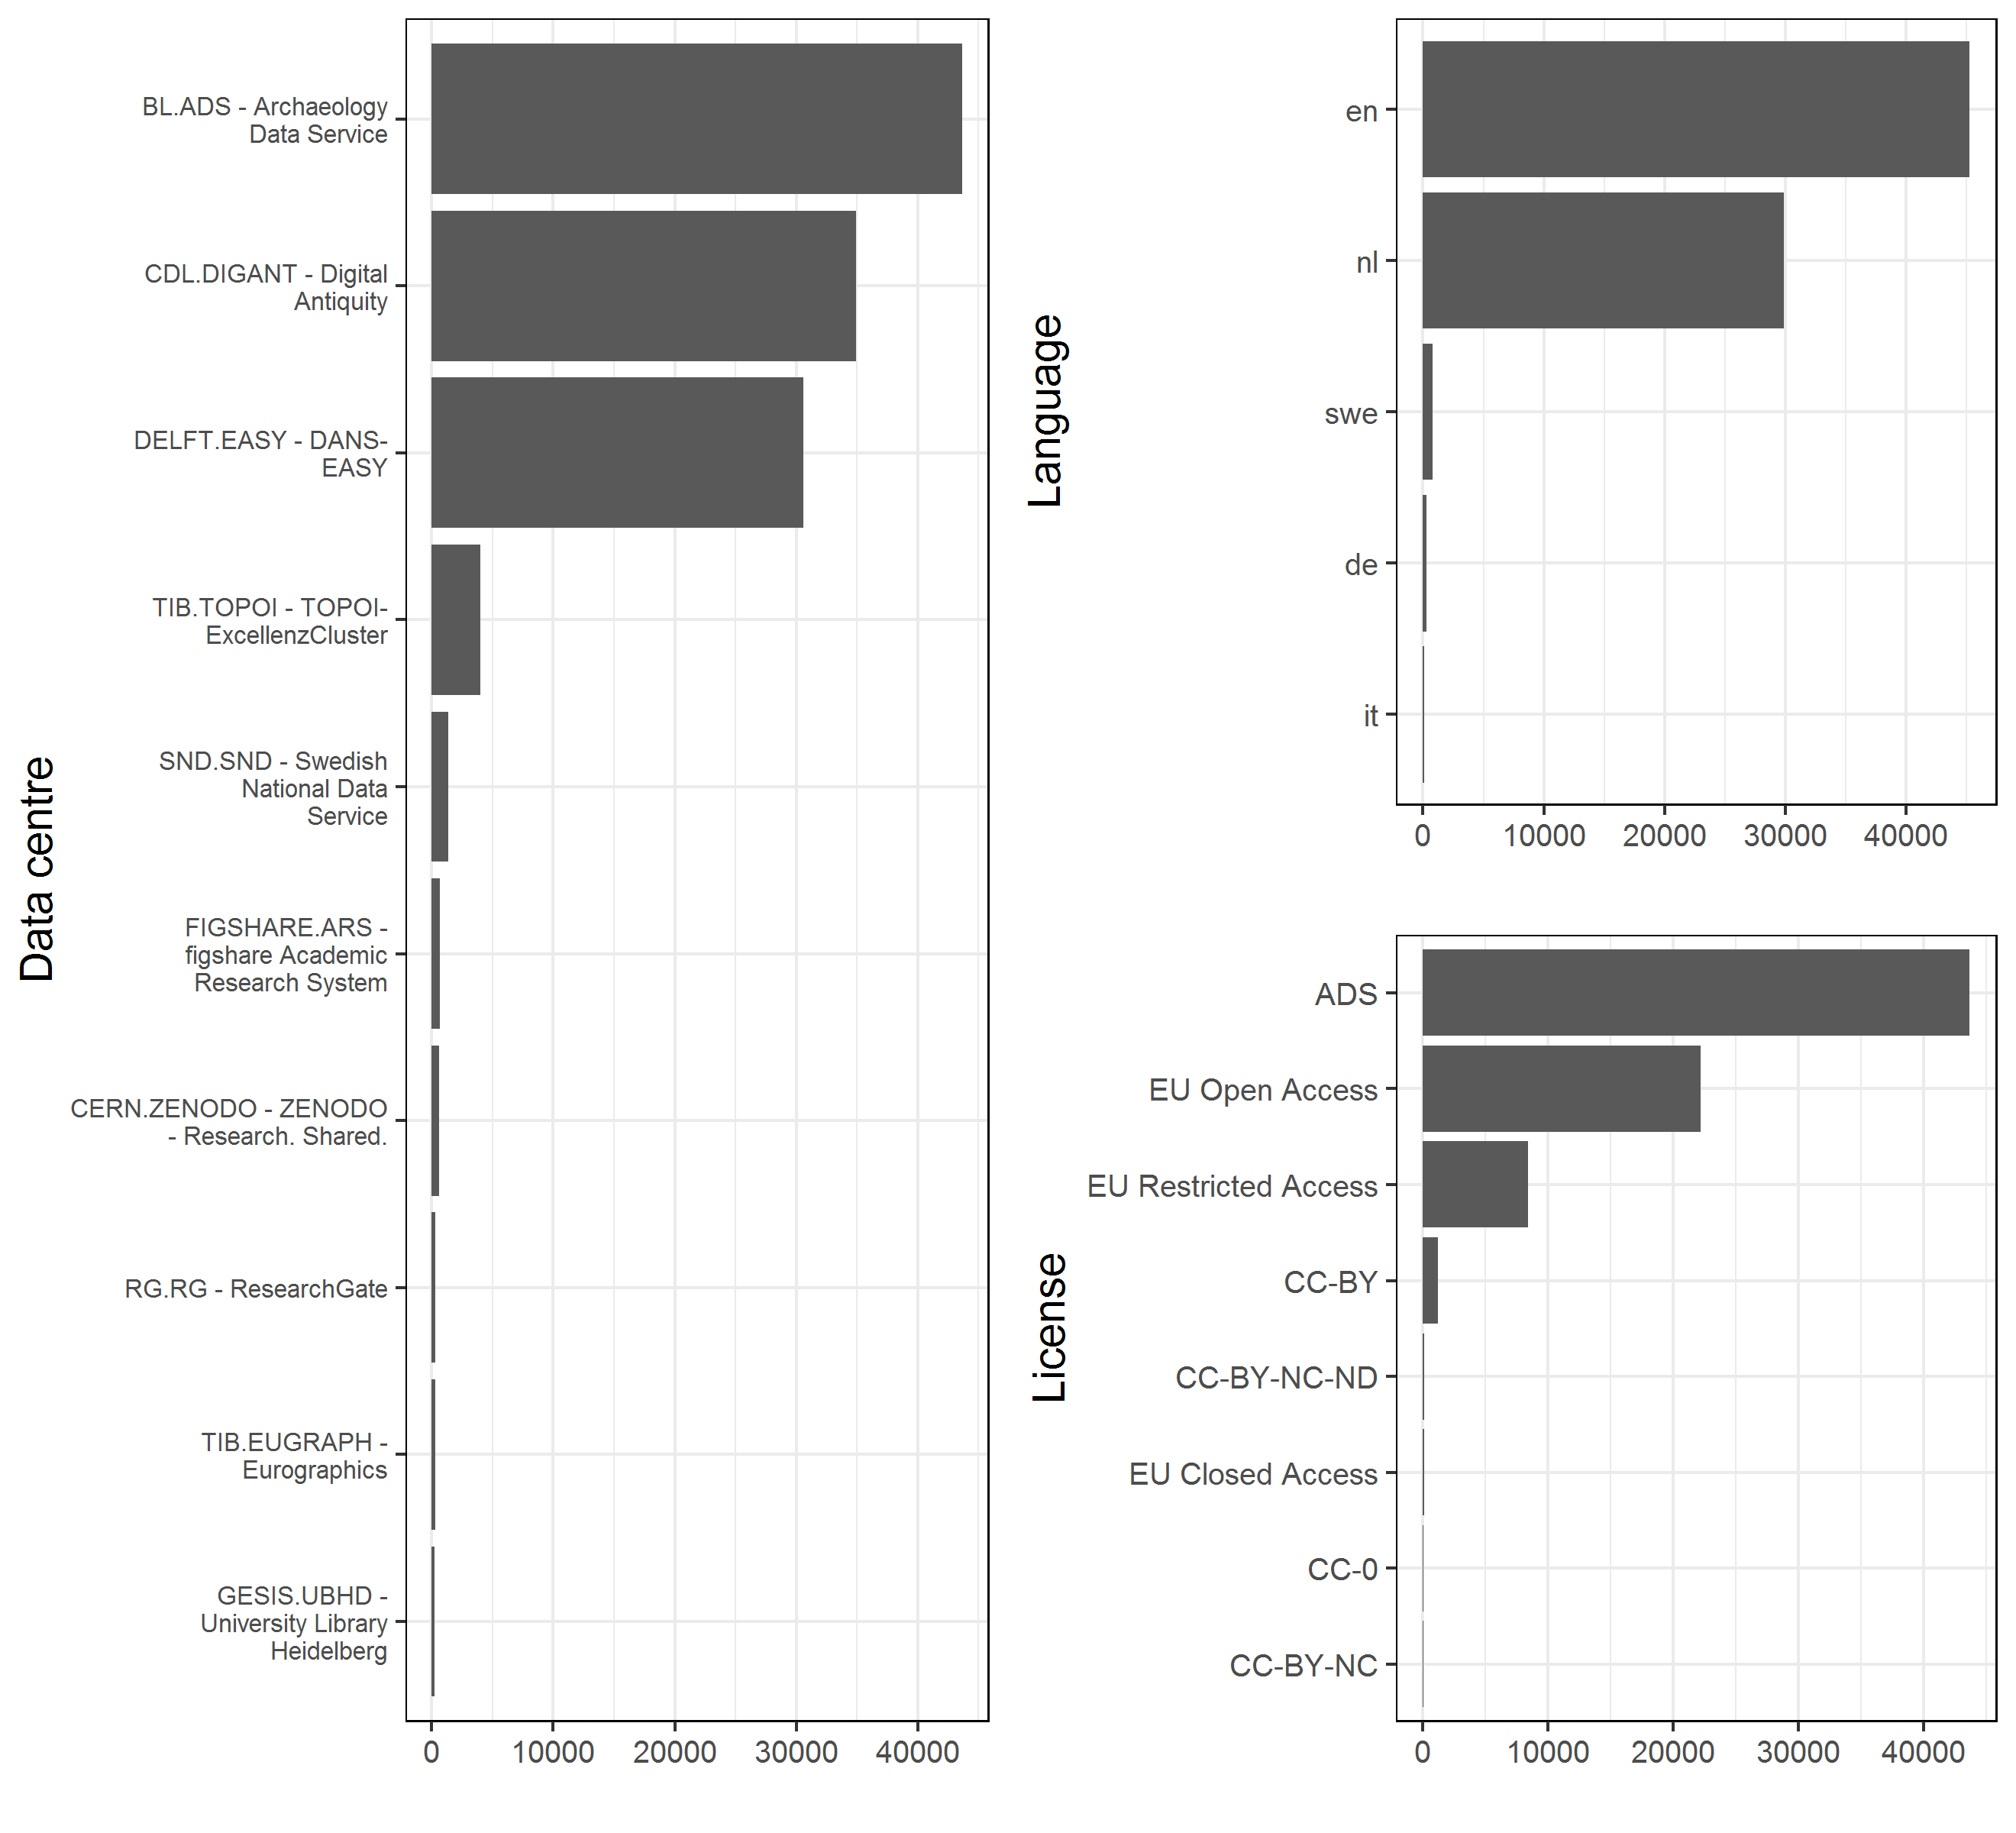 Data centre
BL.ADS - Archaeology
Data Service
CDL.DIGANT - Digital
Antiquity
DELFT.EASY - DANS-
EASY
TIB.TOPOI - TOPOI-
ExcellenzCluster
SND.SND - Swedish
National Data
Service
FIGSHARE.ARS -
figshare Academic
Research System
CERN.ZENODO - ZENODO
- Research. Shared.
RG.RG - ResearchGate
TIB.EUGRAPH -
Eurographics
GESIS.UBHD -
University Library
Heidelberg
0 10000 20000 30000 40000
Language
en
nl
swe
de
it
0 10000 20000 30000 40000
License
ADS
EU Open Access
EU Restricted Access
CC-BY
CC-BY-NC-ND
EU Closed Access
CC-0
CC-BY-NC
0 10000 20000 30000 40000